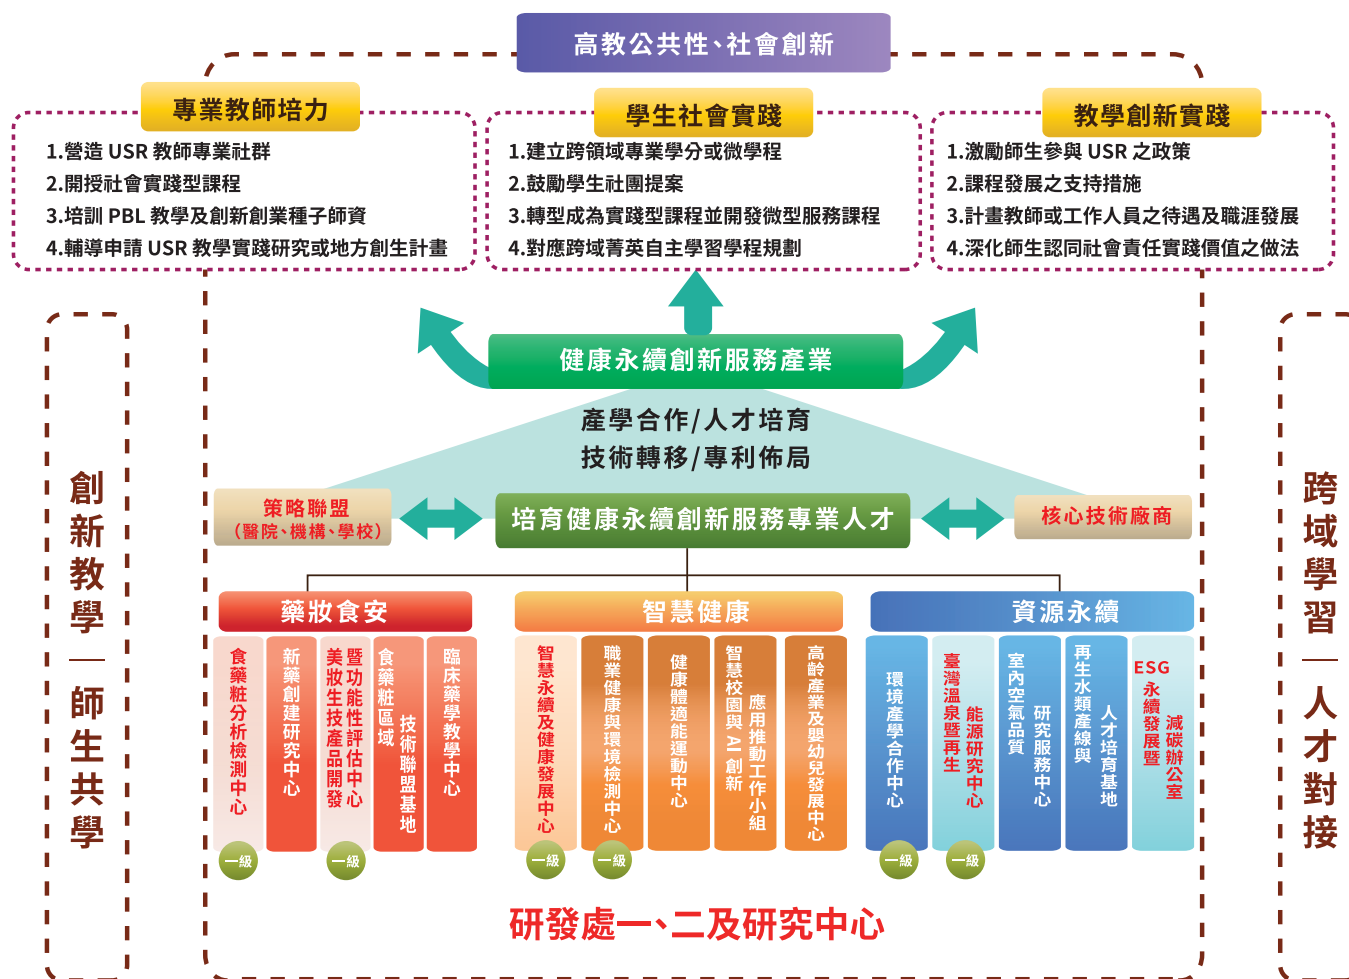 高教公共性、社會創新
專業教師培力
1.營造 USR 教師專業社群
2.開授社會實踐型課程
3.培訓 PBL 教學及創新創業種子師資
4.輔導申請 USR 教學實踐研究或地方創生計畫
學生社會實踐
1.建立跨領域專業學分或微學程
2.鼓勵學生社團提案
3.轉型成為實踐型課程並開發微型服務課程
4.對應跨域菁英自主學習學程規劃
教學創新實踐
1.激勵師生參與 USR 之政策
2.課程發展之支持措施
3.計畫教師或工作人員之待遇及職涯發展
4.深化師生認同社會責任實踐價值之做法
創新教學｜師生共學
跨域學習｜人才對接
健康永續創新服務產業
產學合作/人才培育
技術轉移/專利佈局
策略聯盟
（醫院、機構、學校）
培育健康永續創新服務專業人才
核心技術廠商
藥妝食安
食藥粧分析檢測中心
新藥創建研究中心
美妝生技產品開發
暨功能性評估中心
食藥粧區域
技術聯盟基地
臨床藥學教學中心
智慧健康
智慧永續及健康發展中心
職業健康與環境檢測中心
健康體適能運動中心
智慧校園與 AI 創新
應用推動工作小組
高齡產業及嬰幼兒發展中心
資源永續
環境產學合作中心
臺灣溫泉暨再生
能源研究中心
室內空氣品質
研究服務中心
再生水類產線與
人才培育基地
ESG
永續發展暨
減碳辦公室
一級
一級
一級
一級
一級
一級
研發處一、二及研究中心